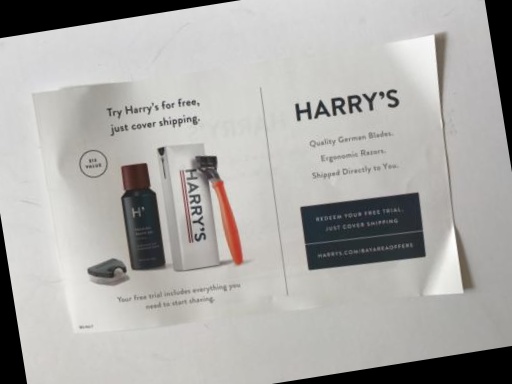 Try Harry's for free,
just cover shipping.
$13
VALUE
H'
HARRY'S
Your free trial includes everything you
need to start shaving.
HARRY'S
Quality German Blades.
Ergonomic Razors.
Shipped Directly to You.
REDEEM YOUR FREE TRIAL,
JUST COVER SHIPPING
HARRYS.COM/BAYAREAOFFERS